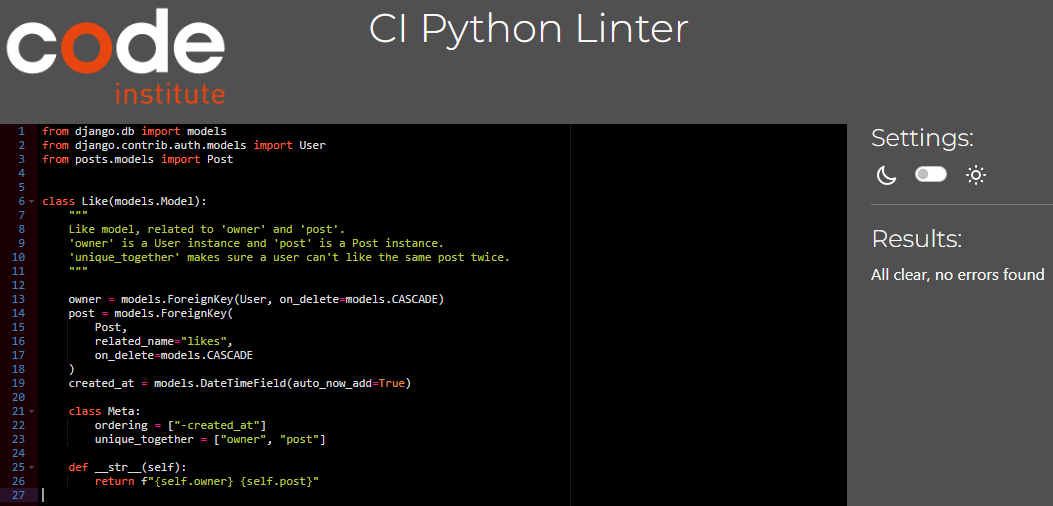 code
institute
CI Python Linter
1 from django.db import models
2 from django.contrib.auth.models import User
3 from posts.models import Post
4
5
6 class Like(models.Model):
7     """
8     Like model, related to 'owner' and 'post'.
9     'owner' is a User instance and 'post' is a Post instance.
10     'unique_together' makes sure a user can't like the same post twice.
11     """
12
13     owner = models.ForeignKey(User, on_delete=models.CASCADE)
14     post = models.ForeignKey(
15         Post,
16         related_name="likes",
17         on_delete=models.CASCADE
18     )
19     created_at = models.DateTimeField(auto_now_add=True)
20
21     class Meta:
22         ordering = ["-created_at"]
23         unique_together = ["owner", "post"]
24
25     def __str__(self):
26         return f"{self.owner} {self.post}"
27
Settings:
Results:
All clear, no errors found